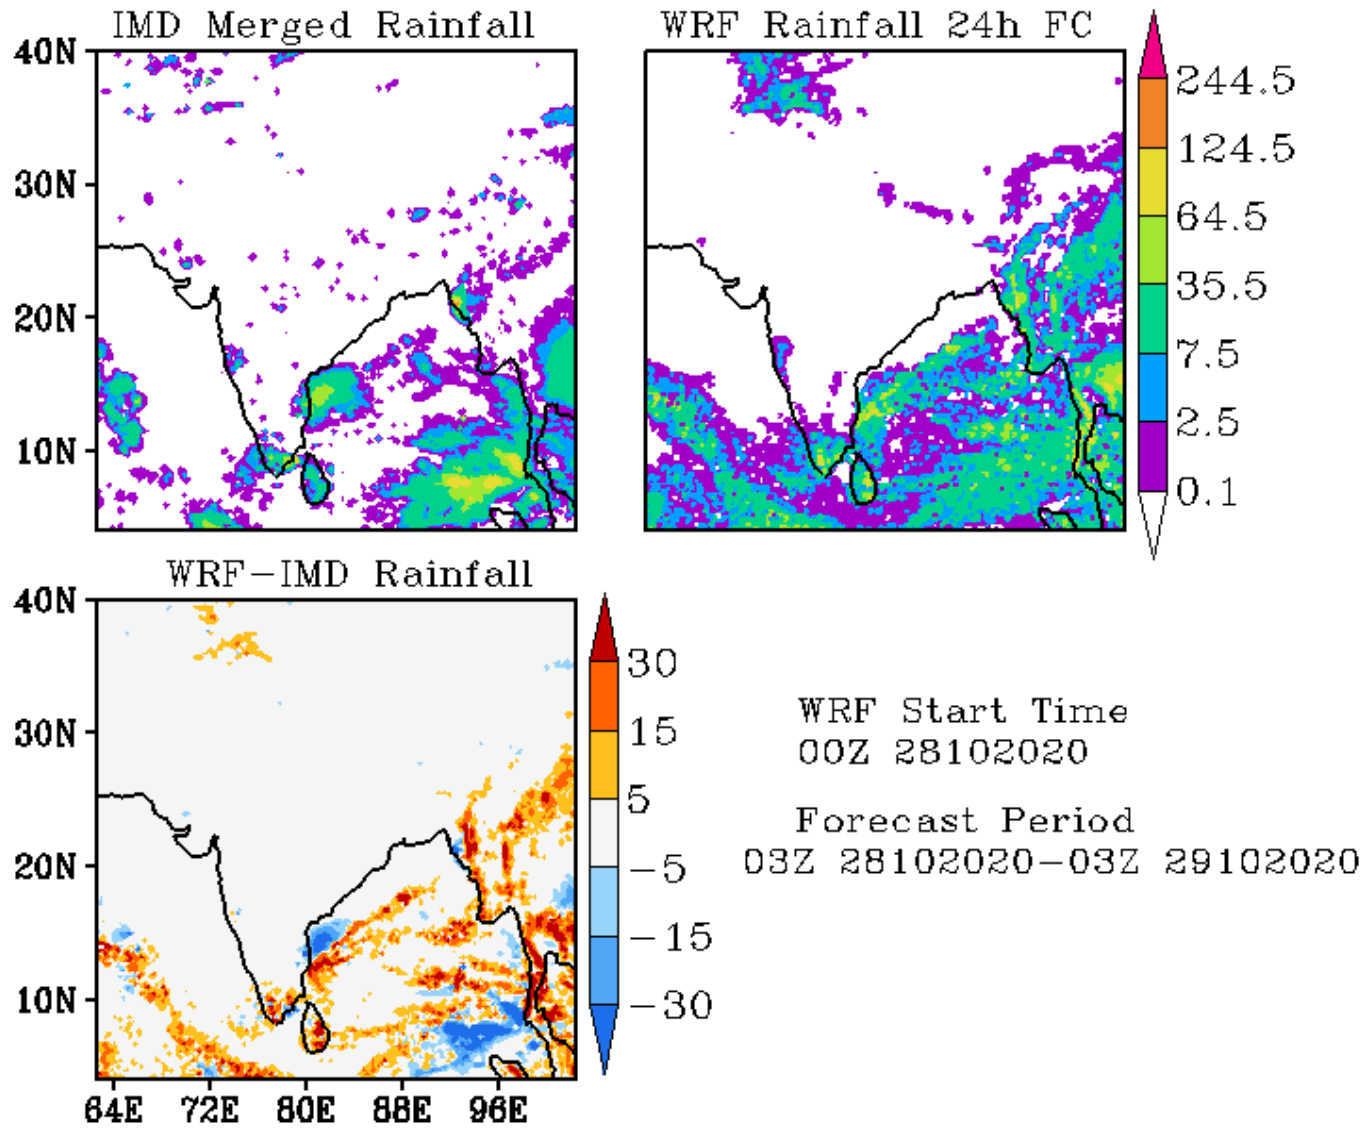 IMD Merged Rainfall
WRF Rainfall 24h FC
40N
30N
20N
10N
244.5
124.5
64.5
35.5
7.5
2.5
0.1
WRF-IMD Rainfall
40N
30N
20N
10N
64E 72E 80E 88E 96E
30
15
5
-5
-15
-30
WRF Start Time
00Z 28102020
Forecast Period
03Z 28102020-03Z 29102020